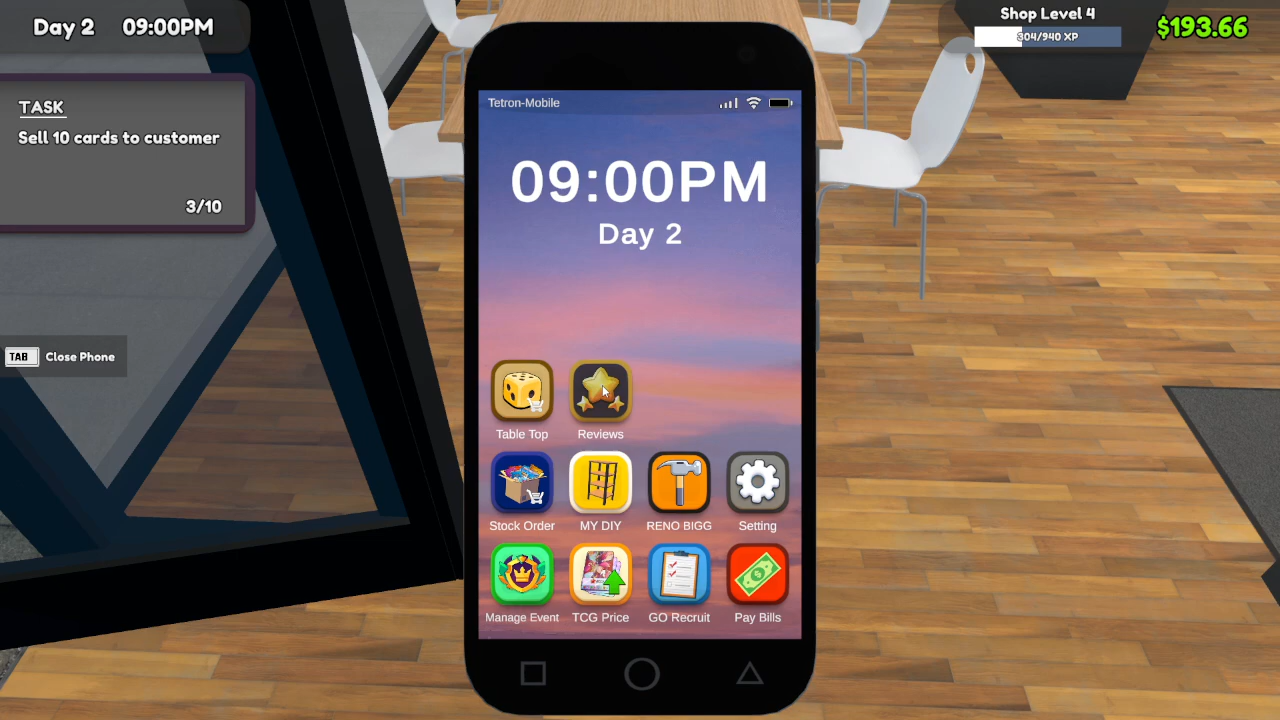 Day 2 09:00PM
Shop Level 4
304/940 XP
$193.66
TASK
Sell 10 cards to customer
3/10
TAB Close Phone
Tetron-Mobile
09:00PM
Day 2
Table Top Reviews
Stock Order MY DIY RENO BIGG Setting
Manage Event TCG Price GO Recruit Pay Bills